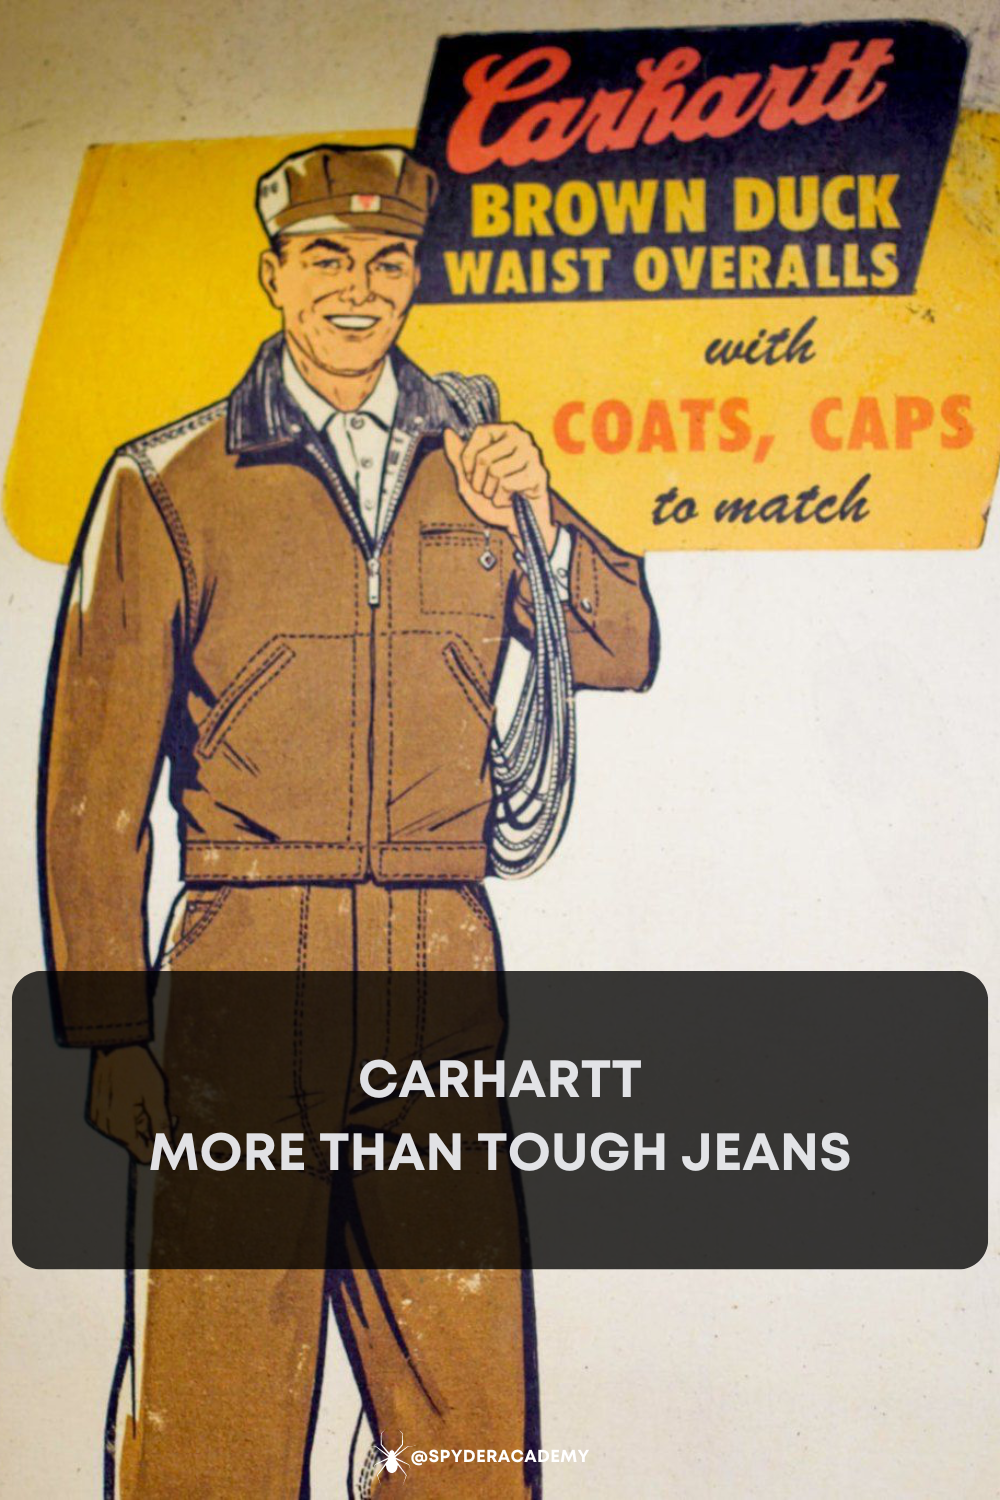 Carhartt
BROWN DUCK
WAIST OVERALLS
with
COATS, CAPS
to match
CARHARTT
MORE THAN TOUGH JEANS
@SPYDERACADEMY